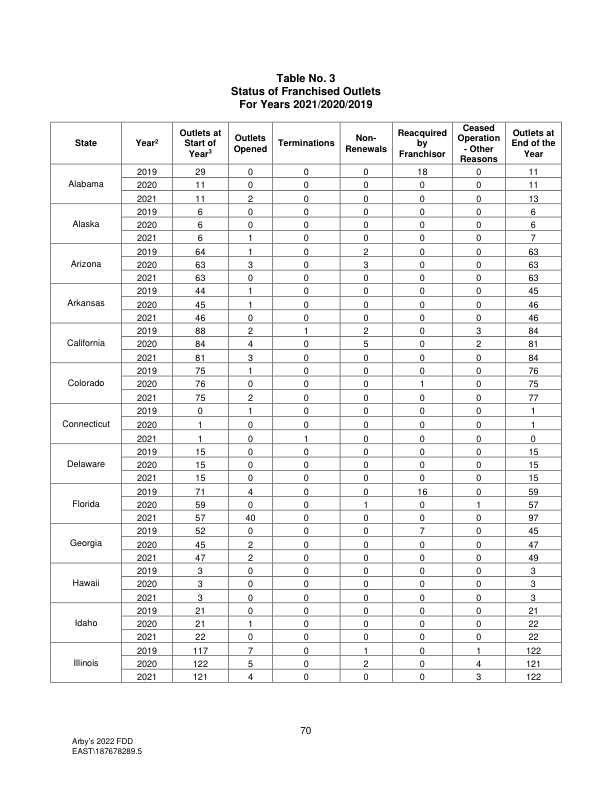 Table No. 3
Status of Franchised Outlets
For Years 2021/2020/2019
State Year² Outlets at Start of Year³ Outlets Opened Terminations Non-Renewals Reacquired by Franchisor Ceased Operation - Other Reasons Outlets at End of the Year
Alabama 2019 29 0 0 0 18 0 11
2020 11 0 0 0 0 0 11
2021 11 2 0 0 0 0 13
Alaska 2019 6 0 0 0 0 0 6
2020 6 0 0 0 0 0 6
2021 6 1 0 0 0 0 7
Arizona 2019 64 1 0 2 0 0 63
2020 63 3 0 3 0 0 63
2021 63 0 0 0 0 0 63
Arkansas 2019 44 1 0 0 0 0 45
2020 45 1 0 0 0 0 46
2021 46 0 0 0 0 0 46
California 2019 88 2 1 2 0 3 84
2020 84 4 0 5 0 2 81
2021 81 3 0 0 0 0 84
Colorado 2019 75 1 0 0 0 0 76
2020 76 0 0 0 1 0 75
2021 75 2 0 0 0 0 77
Connecticut 2019 0 1 0 0 0 0 1
2020 1 0 0 0 0 0 1
2021 1 0 1 0 0 0 0
Delaware 2019 15 0 0 0 0 0 15
2020 15 0 0 0 0 0 15
2021 15 0 0 0 0 0 15
Florida 2019 71 4 0 0 16 0 59
2020 59 0 0 1 0 1 57
2021 57 40 0 0 0 0 97
Georgia 2019 52 0 0 0 7 0 45
2020 45 2 0 0 0 0 47
2021 47 2 0 0 0 0 49
Hawaii 2019 3 0 0 0 0 0 3
2020 3 0 0 0 0 0 3
2021 3 0 0 0 0 0 3
Idaho 2019 21 0 0 0 0 0 21
2020 21 1 0 0 0 0 22
2021 22 0 0 0 0 0 22
Illinois 2019 117 7 0 1 0 1 122
2020 122 5 0 2 0 4 121
2021 121 4 0 0 0 3 122
70
Arby's 2022 FDD
EAST\187678289.5